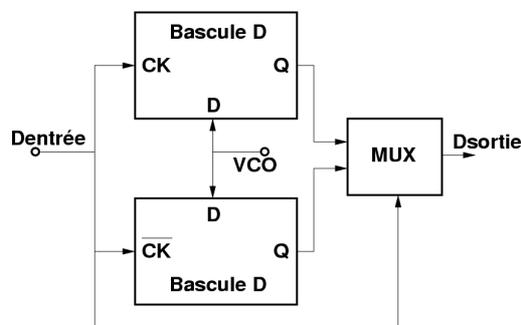 Bascule D
CK Q
D
Dentrée
VCO
MUX
Dsortie
D
CK Q
Bascule D